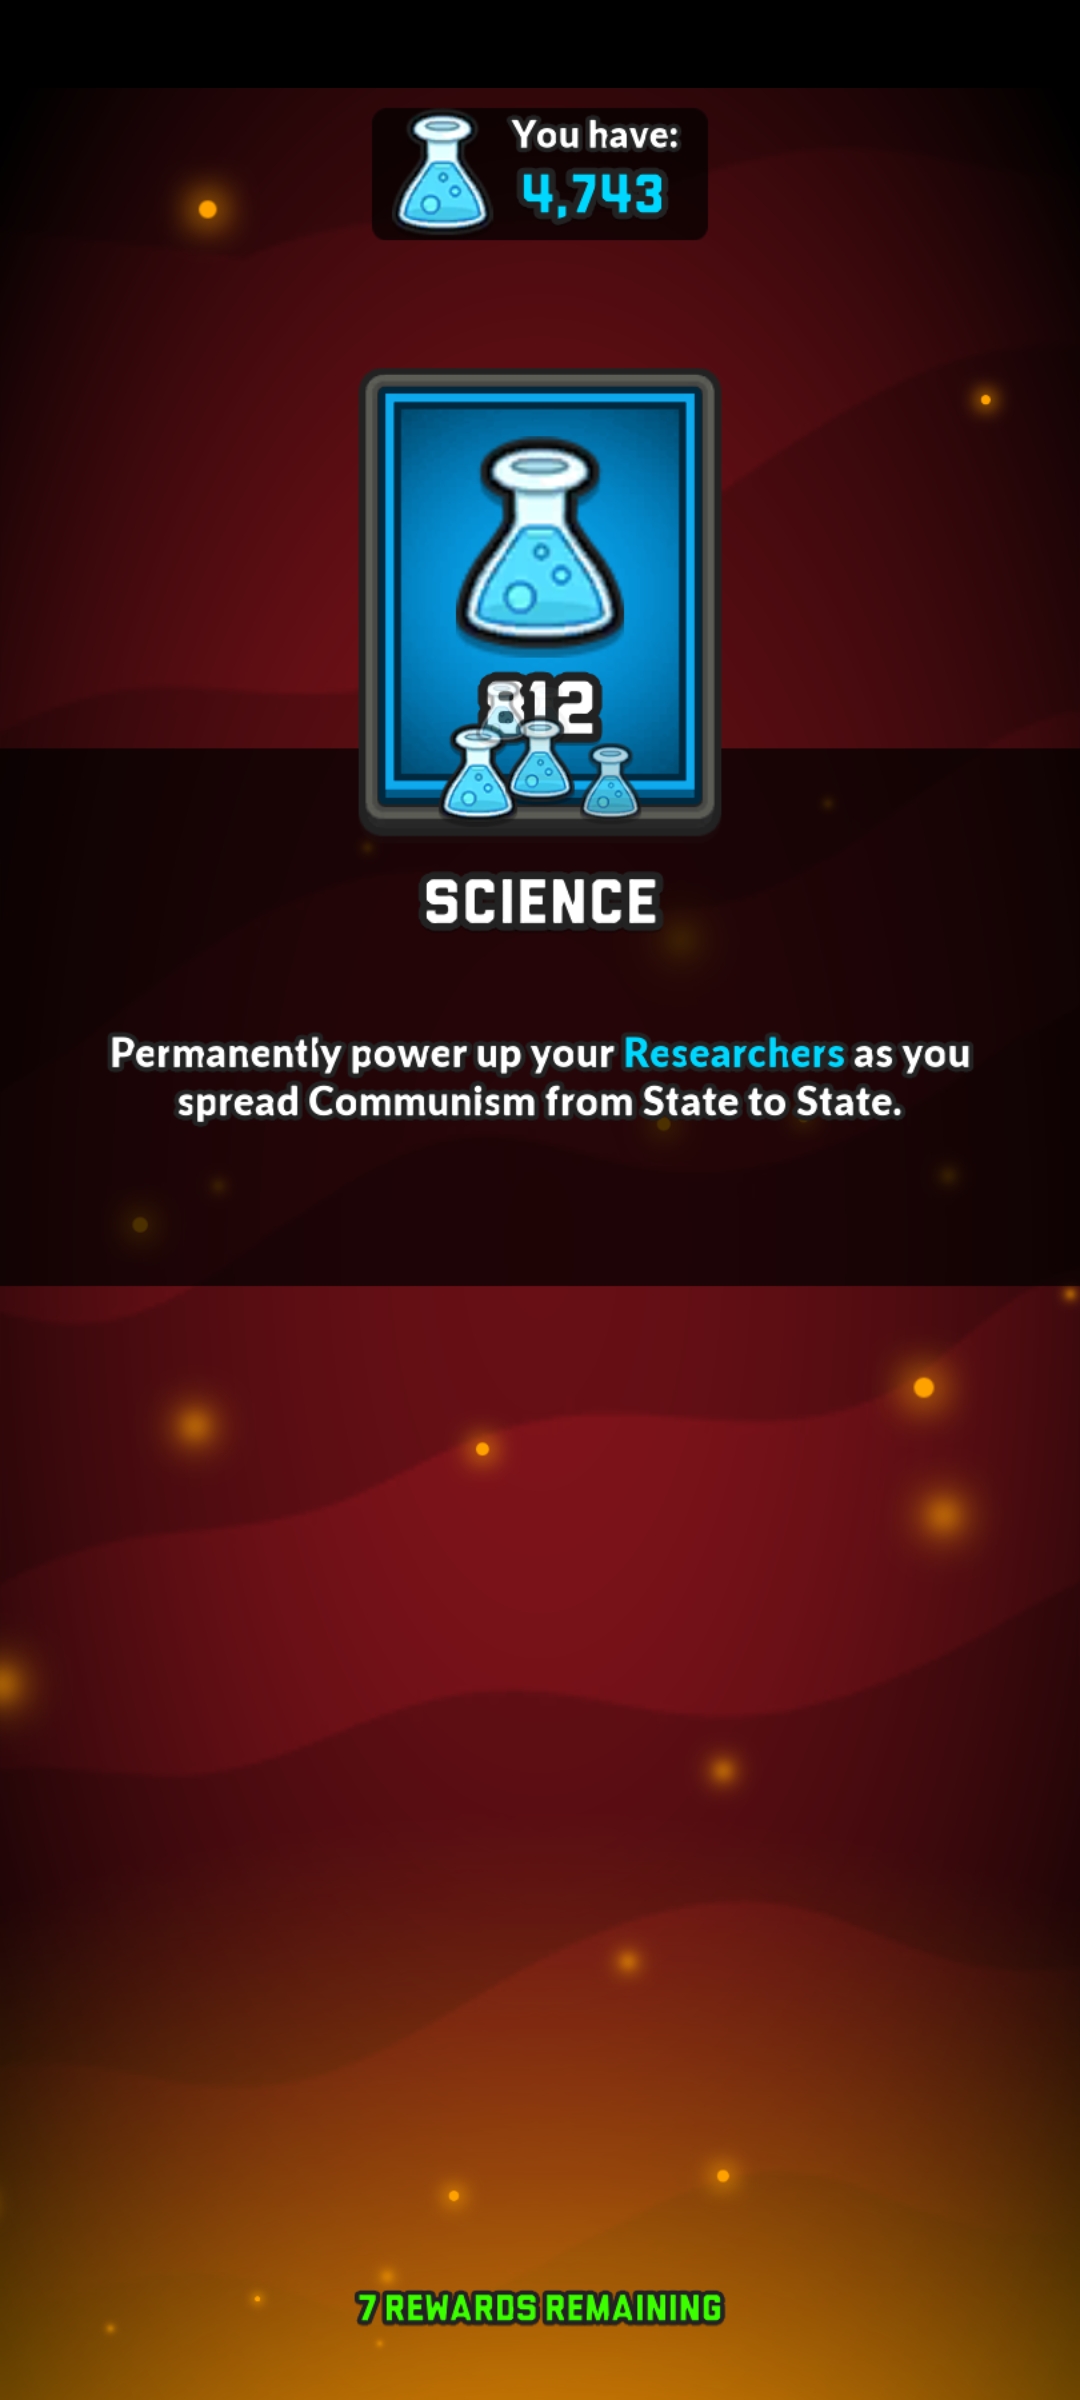 You have:
4,743
812
SCIENCE
Permanently power up your Researchers as you
spread Communism from State to State.
7 REWARDS REMAINING